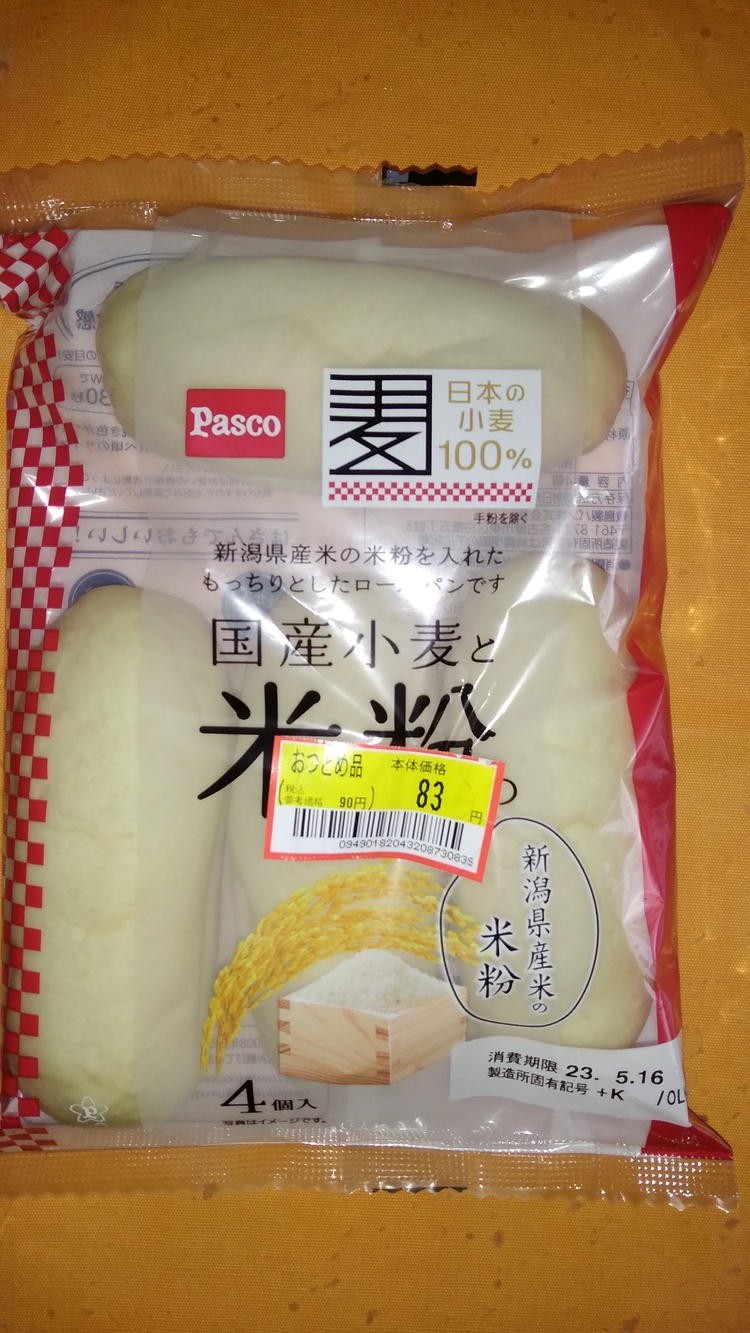 Pasco
麦
日本の
小麦
100%
手粉を除く
新潟県産米の米粉を入れた
もっちりとしたロールパンです
国産小麦と
米粉。
おつとめ品
本体価格
(税込
参考価格 90円)
83円
0949018204320873083
新潟県産米の
米粉
消費期限 23. 5.16
製造所固有記号 +K /OL
4個入
写真はイメージです。